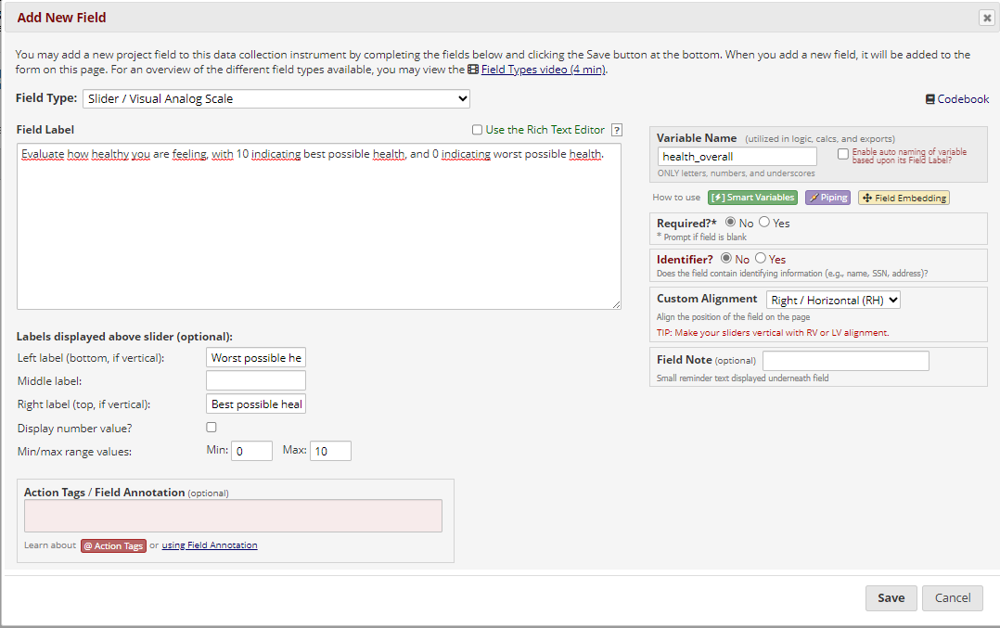 Add New Field
You may add a new project field to this data collection instrument by completing the fields below and clicking the Save button at the bottom. When you add a new field, it will be added to the
form on this page. For an overview of the different field types available, you may view the Field Types video (4 min).
Field Type: Slider / Visual Analog Scale
Codebook
Field Label
Use the Rich Text Editor ?
Evaluate how healthy you are feeling, with 10 indicating best possible health, and 0 indicating worst possible health.
Labels displayed above slider (optional):
Left label (bottom, if vertical): Worst possible he
Middle label:
Right label (top, if vertical): Best possible heal
Display number value?
Min/max range values: Min: 0 Max: 10
Action Tags / Field Annotation (optional)
Learn about @ Action Tags or using Field Annotation
Variable Name (utilized in logic, calcs, and exports)
health_overall
Enable auto naming of variable
based upon its Field Label?
ONLY letters, numbers, and underscores
How to use [⚡] Smart Variables Piping Field Embedding
Required?* No Yes
* Prompt if field is blank
Identifier? No Yes
Does the field contain identifying information (e.g., name, SSN, address)?
Custom Alignment Right / Horizontal (RH)
Align the position of the field on the page
TIP: Make your sliders vertical with RV or LV alignment.
Field Note (optional)
Small reminder text displayed underneath field
Save Cancel